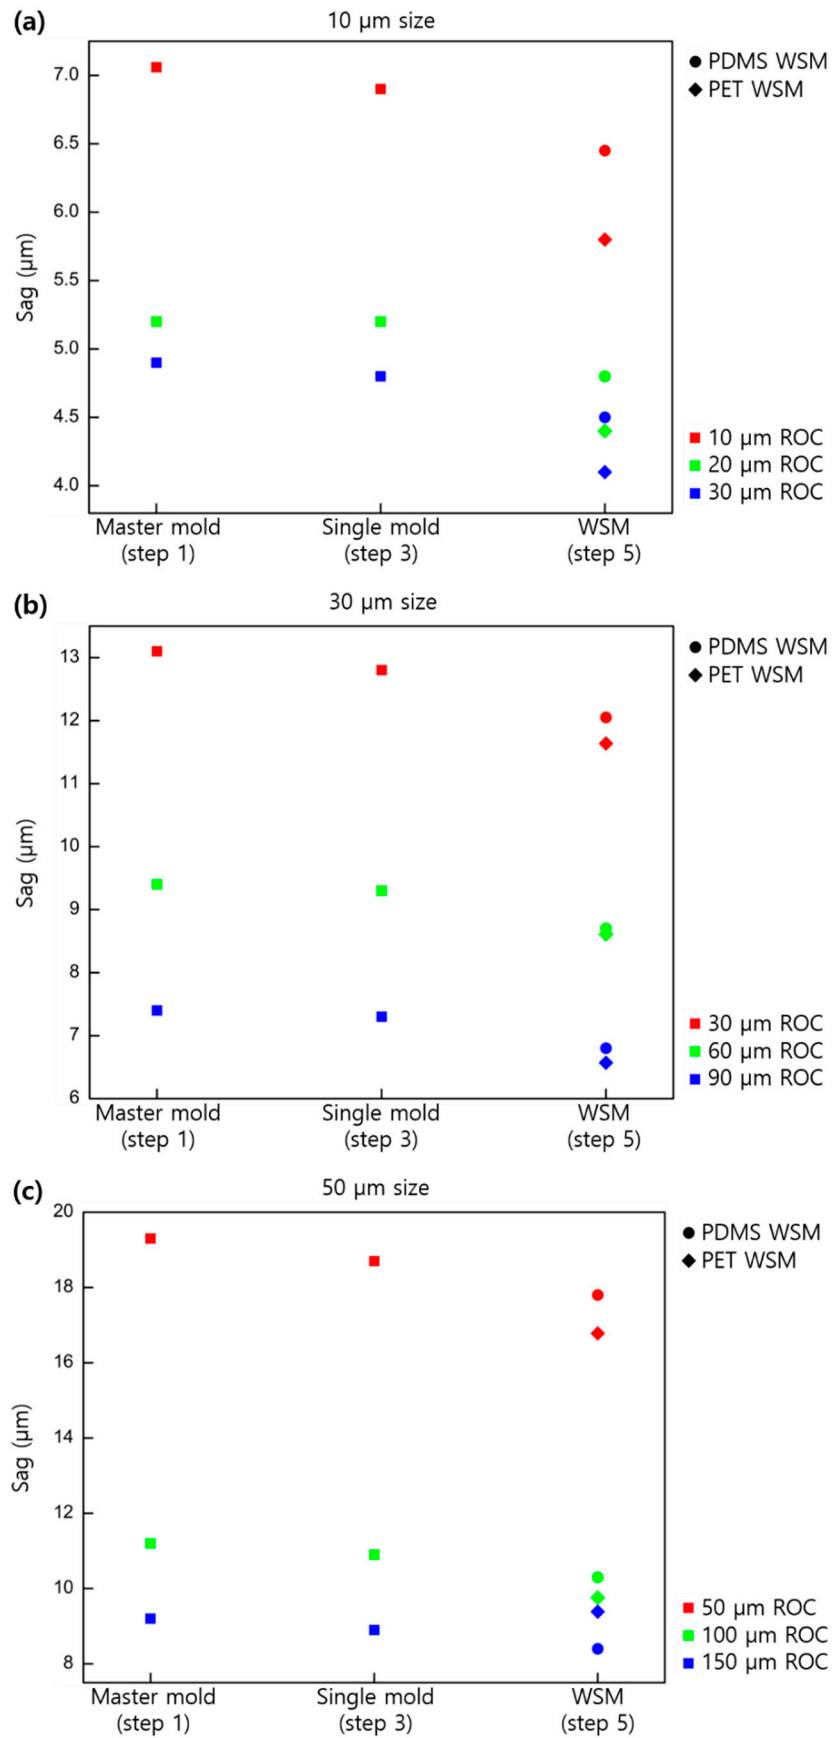 (a)
10 μm size
7.0
6.5
6.0
5.5
5.0
4.5
4.0
Sag (μm)
PDMS WSM
PET WSM
10 μm ROC
20 μm ROC
30 μm ROC
Master mold
(step 1)
Single mold
(step 3)
WSM
(step 5)
(b)
30 μm size
13
12
11
10
9
8
7
6
Sag (μm)
PDMS WSM
PET WSM
30 μm ROC
60 μm ROC
90 μm ROC
Master mold
(step 1)
Single mold
(step 3)
WSM
(step 5)
(c)
50 μm size
20
18
16
14
12
10
8
Sag (μm)
PDMS WSM
PET WSM
50 μm ROC
100 μm ROC
150 μm ROC
Master mold
(step 1)
Single mold
(step 3)
WSM
(step 5)